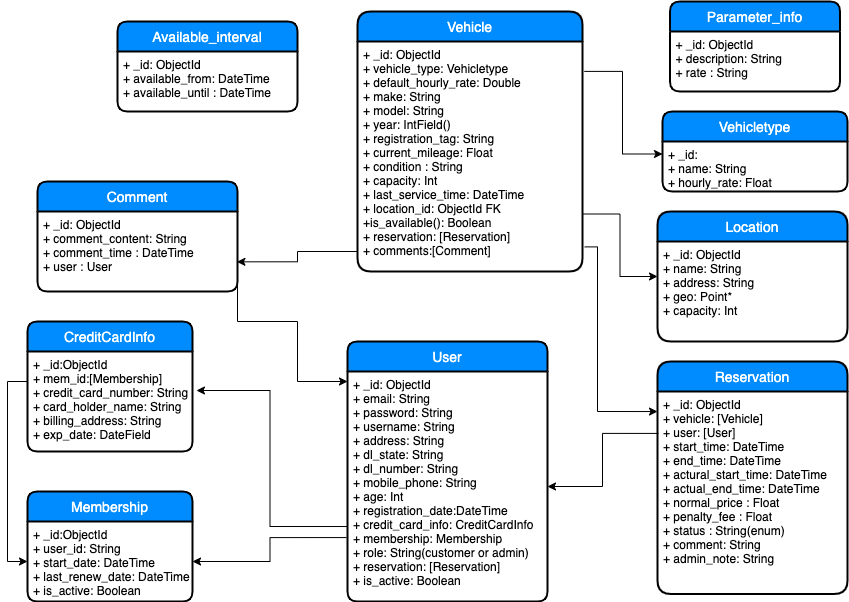 Available_interval
+ _id: ObjectId
+ available_from: DateTime
+ available_until : DateTime
Vehicle
+ _id: ObjectId
+ vehicle_type: Vehicletype
+ default_hourly_rate: Double
+ make: String
+ model: String
+ year: IntField()
+ registration_tag: String
+ current_mileage: Float
+ condition : String
+ capacity: Int
+ last_service_time: DateTime
+ location_id: ObjectId FK
+is_available(): Boolean
+ reservation: [Reservation]
+ comments:[Comment]
Parameter_info
+ _id: ObjectId
+ description: String
+ rate : String
Vehicletype
+ _id:
+ name: String
+ hourly_rate: Float
Comment
+ _id: ObjectId
+ comment_content: String
+ comment_time : DateTime
+ user : User
Location
+ _id: ObjectId
+ name: String
+ address: String
+ geo: Point*
+ capacity: Int
CreditCardInfo
+ _id:ObjectId
+ mem_id:[Membership]
+ credit_card_number: String
+ card_holder_name: String
+ billing_address: String
+ exp_date: DateField
User
+ _id: ObjectId
+ email: String
+ password: String
+ username: String
+ address: String
+ dl_state: String
+ dl_number: String
+ mobile_phone: String
+ age: Int
+ registration_date:DateTime
+ credit_card_info: CreditCardInfo
+ membership: Membership
+ role: String(customer or admin)
+ reservation: [Reservation]
+ is_active: Boolean
Reservation
+ _id: ObjectId
+ vehicle: [Vehicle]
+ user: [User]
+ start_time: DateTime
+ end_time: DateTime
+ actural_start_time: DateTime
+ actual_end_time: DateTime
+ normal_price : Float
+ penalty_fee : Float
+ status : String(enum)
+ comment: String
+ admin_note: String
Membership
+ _id:ObjectId
+ user_id: String
+ start_date: DateTime
+ last_renew_date: DateTime
+ is_active: Boolean